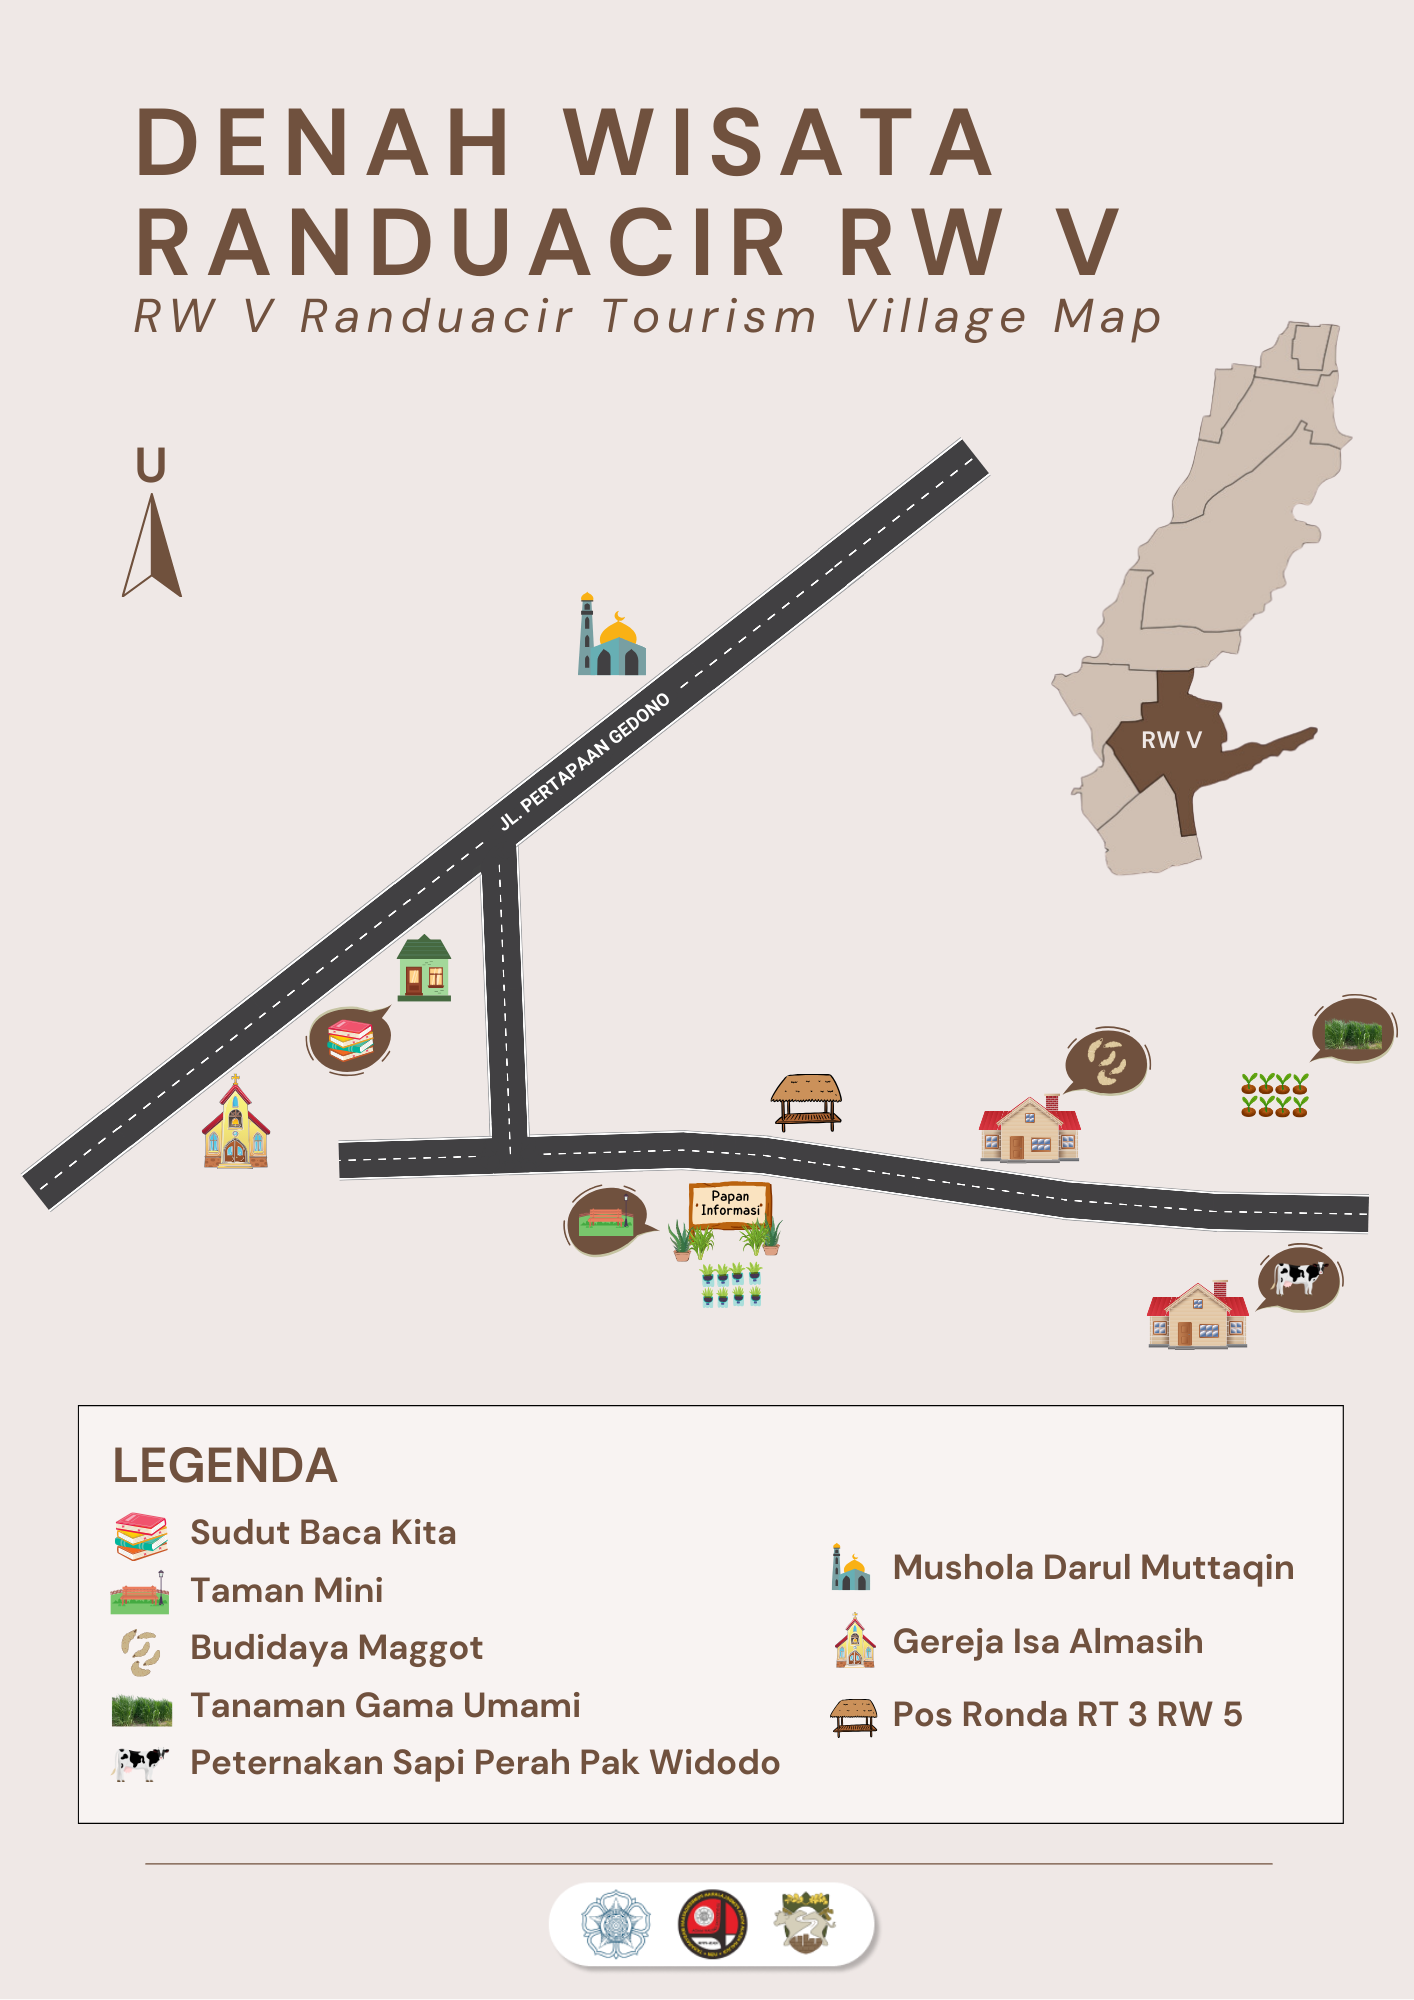 DENAH WISATA
RANDUACIR RW V
RW V Randuacir Tourism Village Map
U
JL. PERTAPAAN GEDONO
RW V
Papan
'Informasi'
LEGENDA
Sudut Baca Kita
Taman Mini
Budidaya Maggot
Tanaman Gama Umami
Peternakan Sapi Perah Pak Widodo
Mushola Darul Muttaqin
Gereja Isa Almasih
Pos Ronda RT 3 RW 5